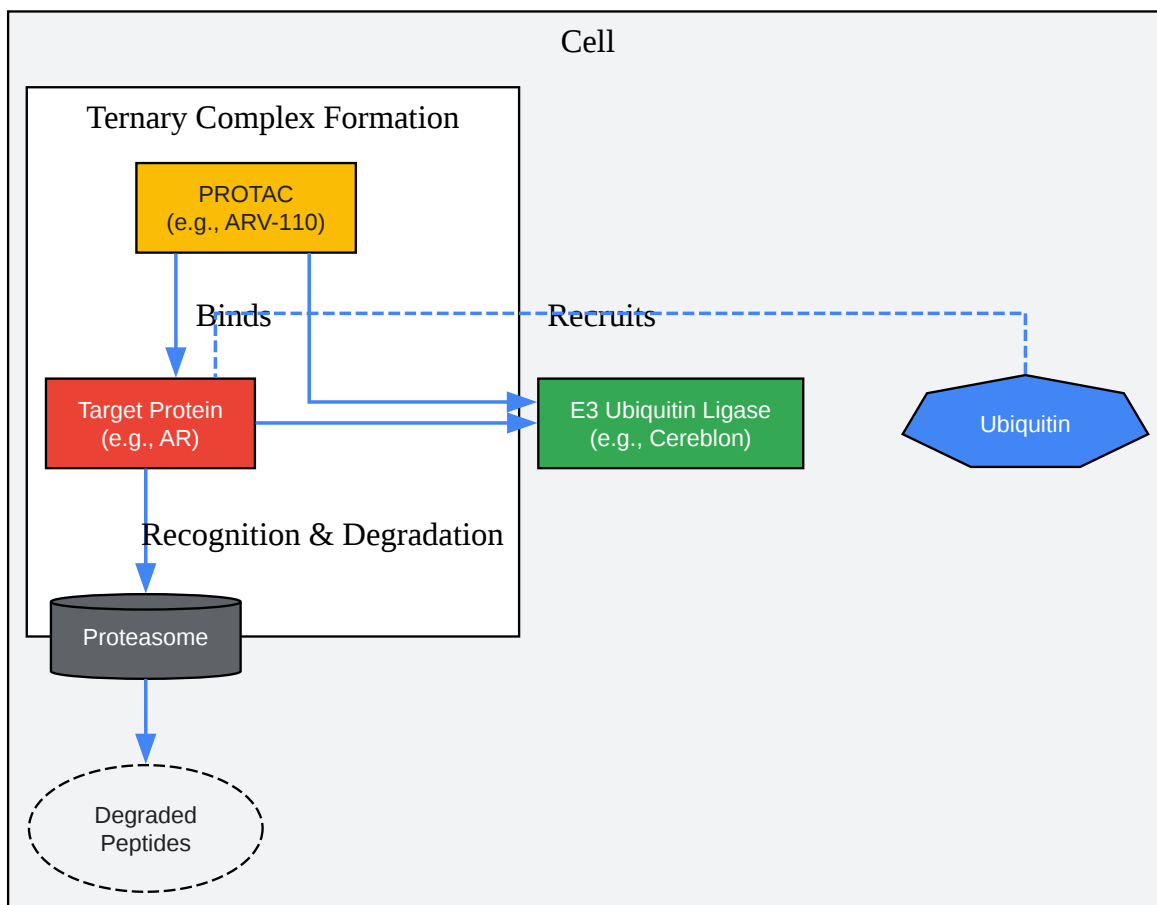 Cell
Ternary Complex Formation
PROTAC
(e.g., ARV-110)
Binds
Recruits
Target Protein
(e.g., AR)
E3 Ubiquitin Ligase
(e.g., Cereblon)
Ubiquitin
Recognition & Degradation
Proteasome
Degraded
Peptides